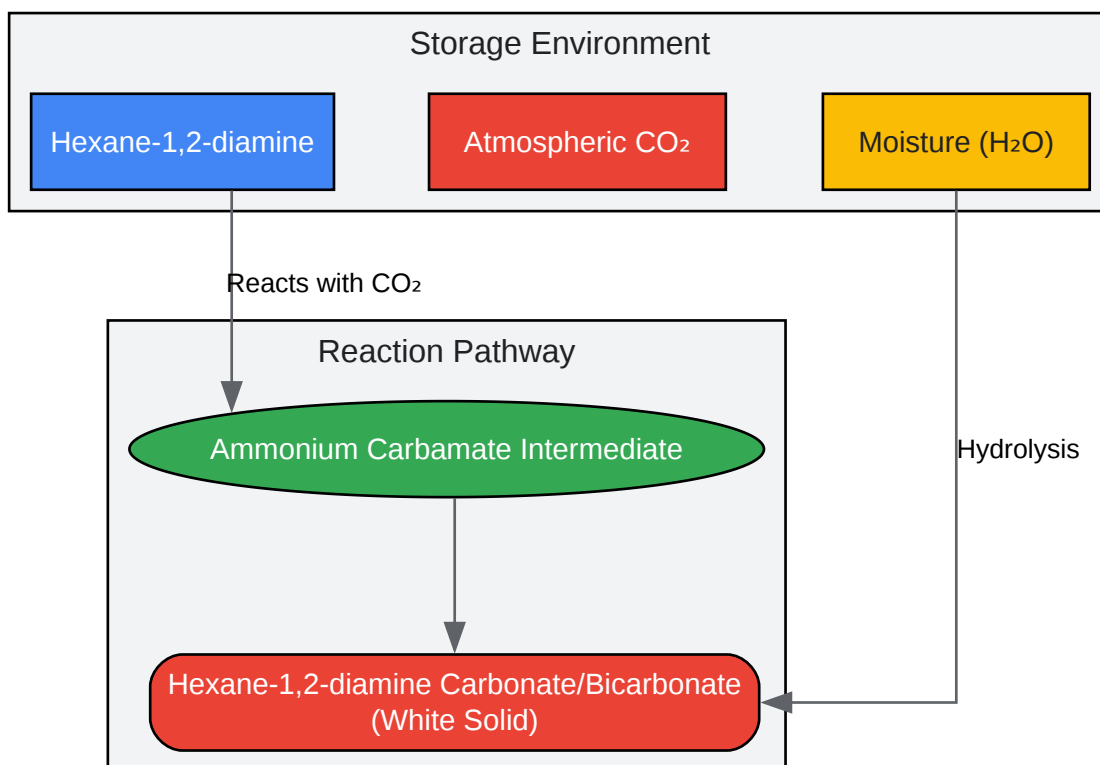 Storage Environment
Hexane-1,2-diamine
Atmospheric CO₂
Moisture (H₂O)
Reacts with CO₂
Reaction Pathway
Ammonium Carbamate Intermediate
Hydrolysis
Hexane-1,2-diamine Carbonate/Bicarbonate
(White Solid)